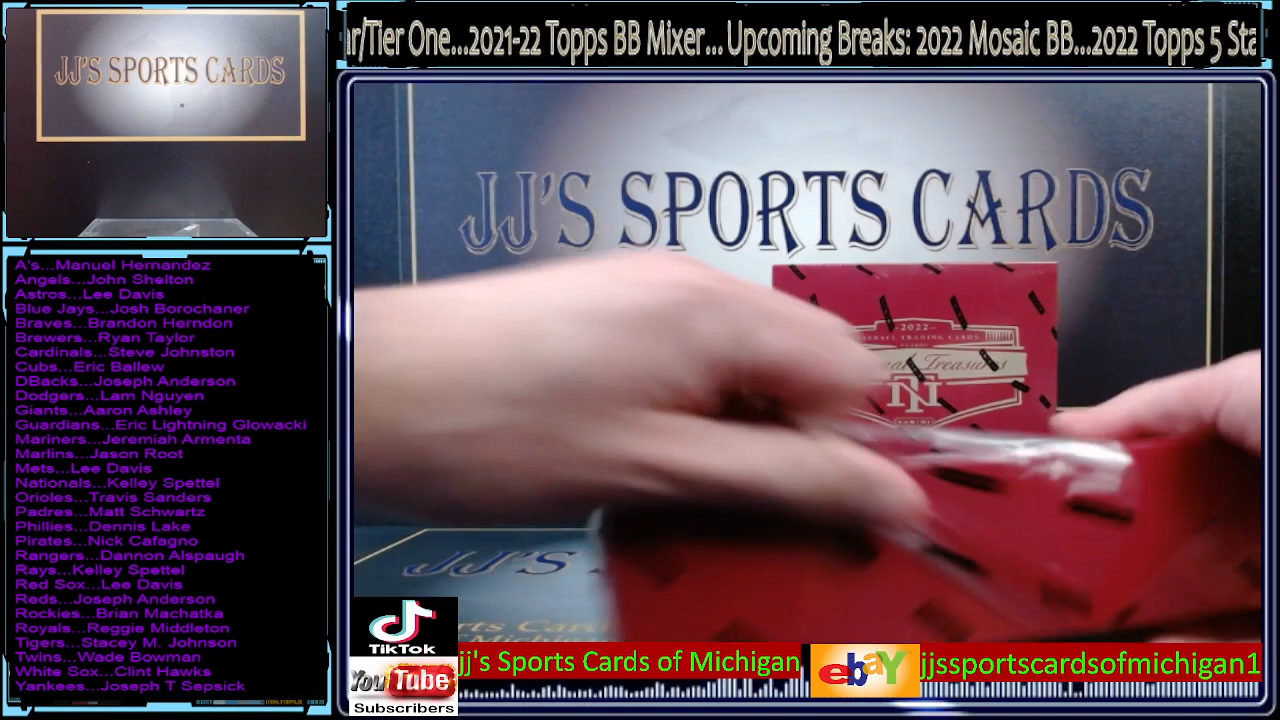 JJ'S SPORTS CARDS
ar/Tier One...2021-22 Topps BB Mixer... Upcoming Breaks: 2022 Mosaic BB...2022 Topps 5 Sta
A's...Manuel Hernandez
Angels...John Shelton
Astros...Lee Davis
Blue Jays...Josh Borochaner
Braves...Brandon Herndon
Brewers...Ryan Taylor
Cardinals...Steve Johnston
Cubs...Eric Ballew
DBacks...Joseph Anderson
Dodgers...Lam Nguyen
Giants...Aaron Ashley
Guardians...Eric Lightning Glowacki
Mariners...Jeremiah Armenta
Marlins...Jason Root
Mets...Lee Davis
Nationals...Kelley Spettel
Orioles...Travis Sanders
Padres...Matt Schwartz
Phillies...Dennis Lake
Pirates...Nick Cafagno
Rangers...Dannon Alspaugh
Rays...Kelley Spettel
Red Sox...Lee Davis
Reds...Joseph Anderson
Rockies...Brian Machatka
Royals...Reggie Middleton
Tigers...Stacey M. Johnson
Twins...Wade Bowman
White Sox...Clint Hawks
Yankees...Joseph T Sepsick
JJ'S SPORTS CARDS
2022
TRADING CARDS
Treasures
NT
PANINI
JJ'S
TikTok
YouTube
Subscribers
jj's Sports Cards of Michigan
ebay
jjssportscardsofmichigan1